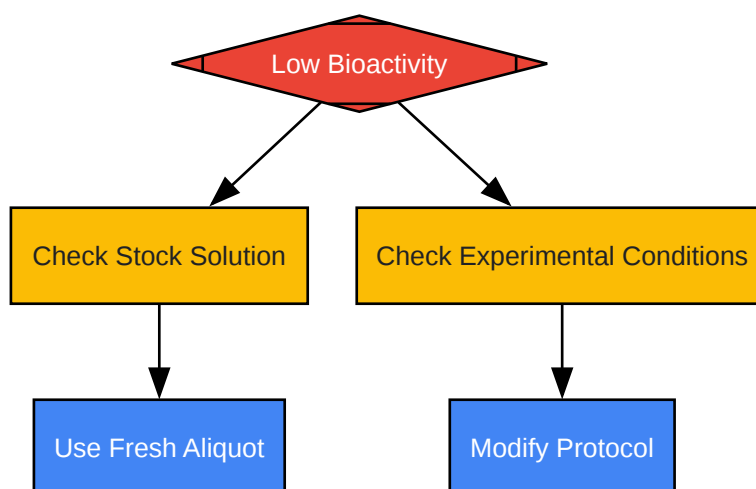 Low Bioactivity
Check Stock Solution
Check Experimental Conditions
Use Fresh Aliquot
Modify Protocol